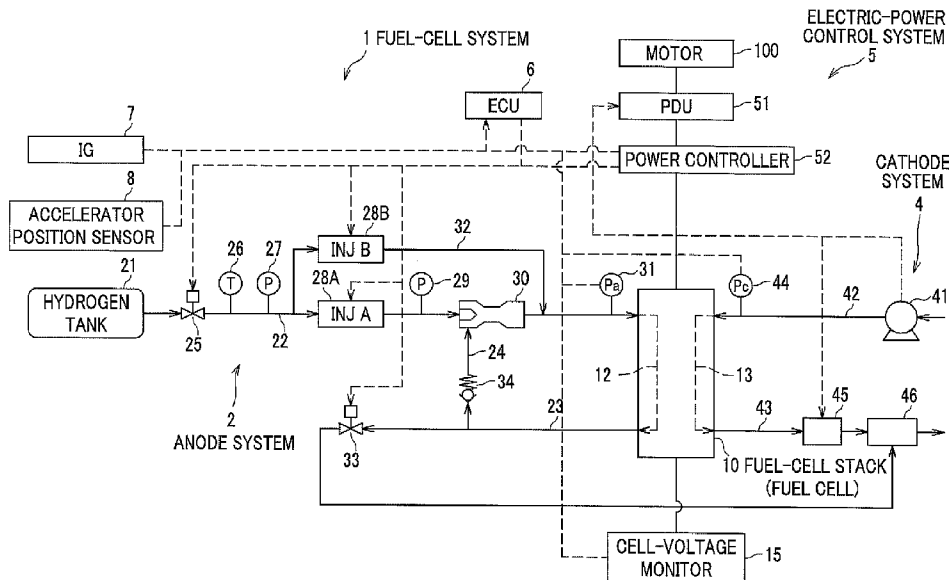 1 FUEL-CELL SYSTEM
ELECTRIC-POWER
CONTROL SYSTEM
5
MOTOR
100
6
ECU
PDU
51
7
IG
POWER CONTROLLER
52
8
ACCELERATOR
POSITION SENSOR
CATHODE
SYSTEM
4
28B
INJ B
32
21
HYDROGEN
TANK
26
T
27
P
28A
INJ A
P
29
30
Pa
31
Pc
44
42
41
25
22
24
12
13
34
2
ANODE SYSTEM
33
23
43
45
46
10 FUEL-CELL STACK
(FUEL CELL)
CELL-VOLTAGE
MONITOR
15